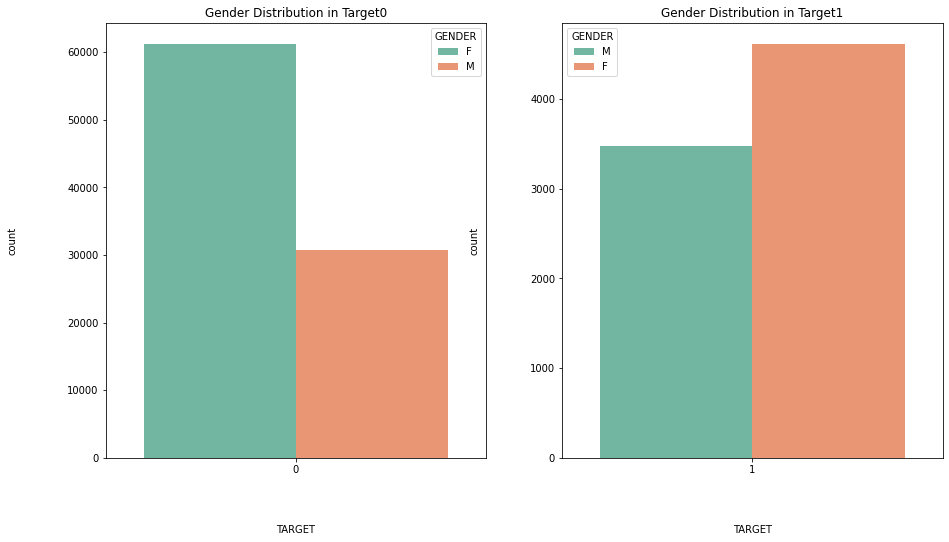 Gender Distribution in Target0
GENDER
F
M
60000
50000
40000
30000
20000
10000
0
count
0
TARGET
Gender Distribution in Target1
GENDER
M
F
4000
3000
2000
1000
0
count
1
TARGET